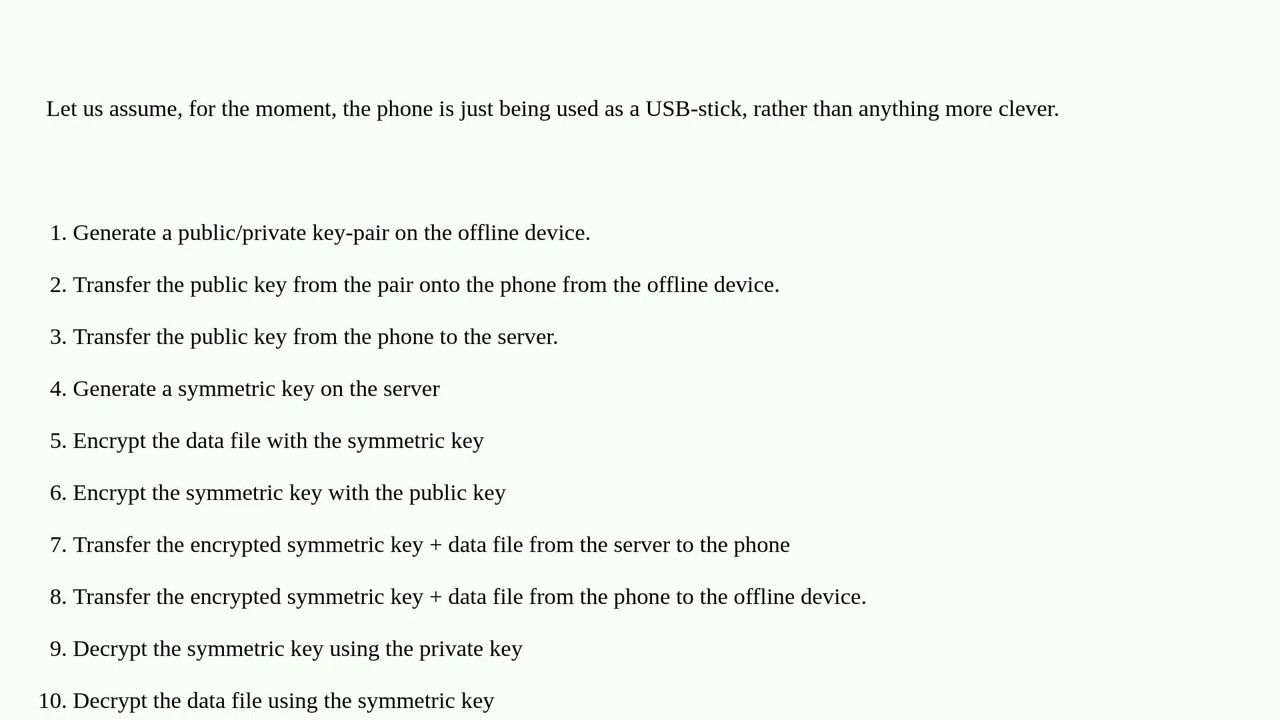 Let us assume, for the moment, the phone is just being used as a USB-stick, rather than anything more clever.
1. Generate a public/private key-pair on the offline device.
2. Transfer the public key from the pair onto the phone from the offline device.
3. Transfer the public key from the phone to the server.
4. Generate a symmetric key on the server
5. Encrypt the data file with the symmetric key
6. Encrypt the symmetric key with the public key
7. Transfer the encrypted symmetric key + data file from the server to the phone
8. Transfer the encrypted symmetric key + data file from the phone to the offline device.
9. Decrypt the symmetric key using the private key
10. Decrypt the data file using the symmetric key